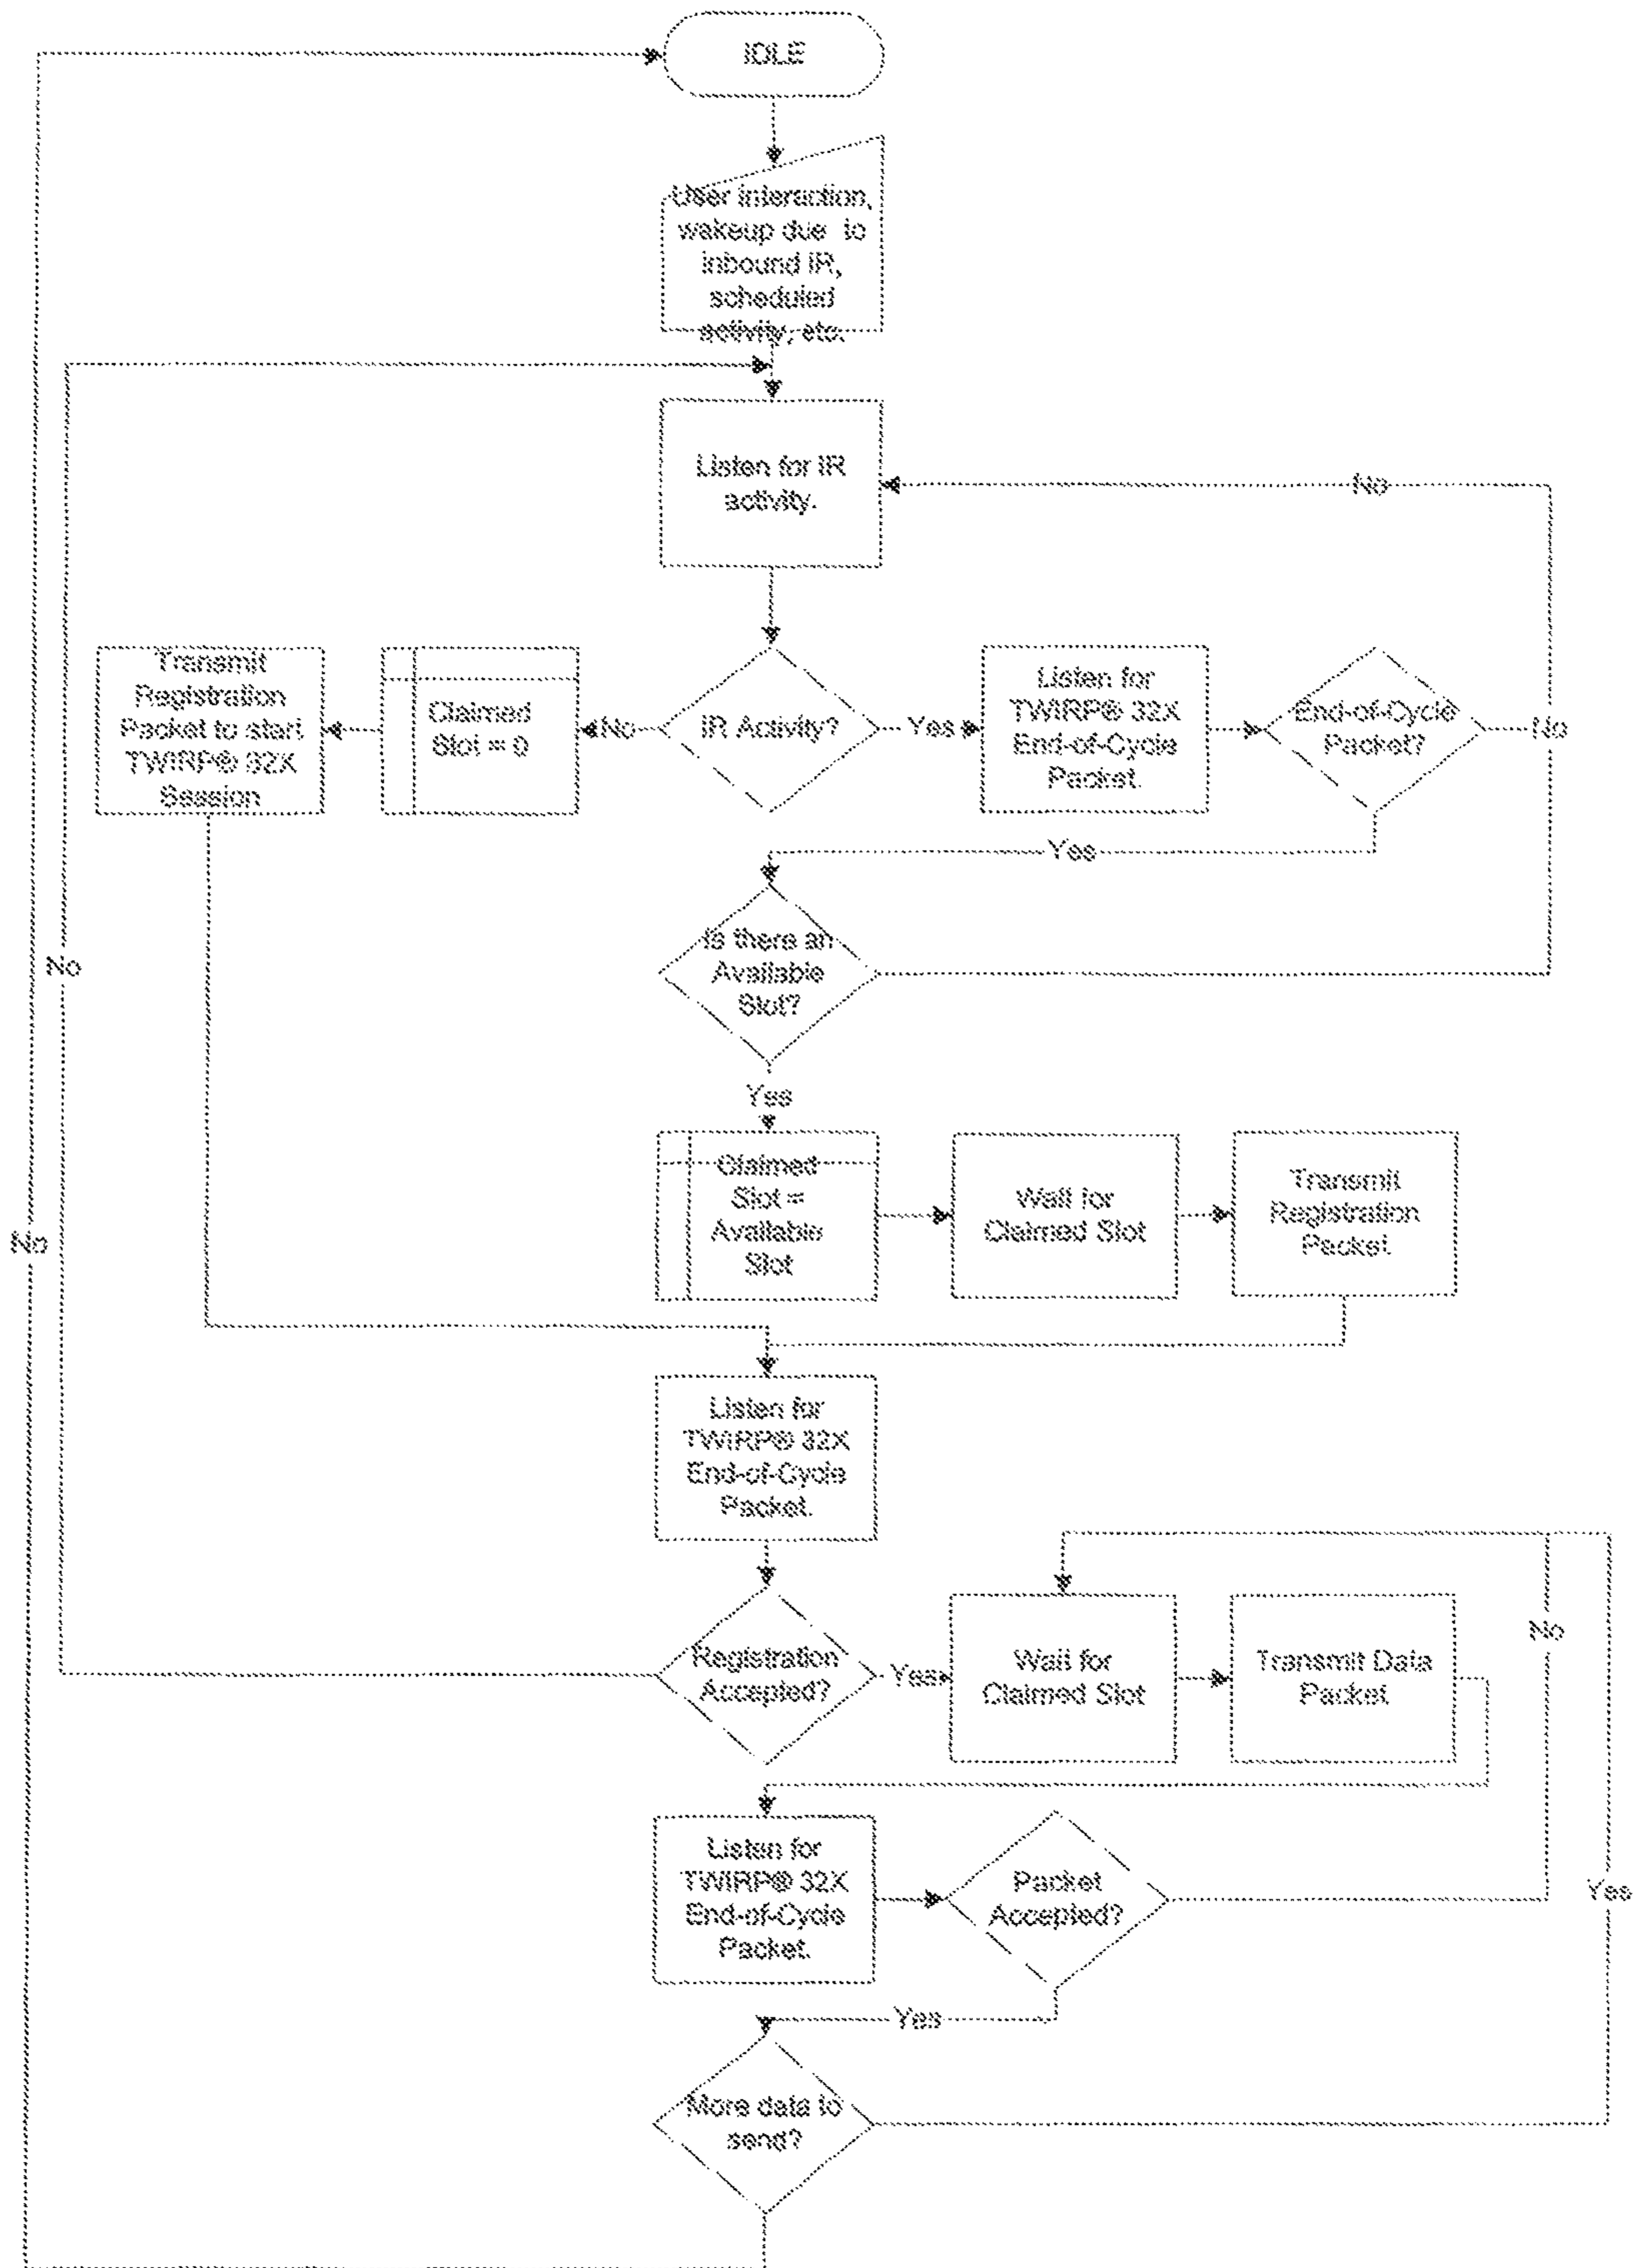 IDLE
User interaction,
wakeup due to
inbound IR,
scheduled
activity, etc.
Listen for IR
activity.
No
Transmit
Registration
Packet to start
TWIRP® 32X
Session
Claimed
Slot = 0
No
IR Activity?
Yes
Listen for
TWIRP® 32X
End-of-Cycle
Packet.
End-of-Cycle
Packet?
No
Yes
Is there an
Available
Slot?
No
Yes
Claimed
Slot =
Available
Slot
Wait for
Claimed Slot
Transmit
Registration
Packet.
No
Listen for
TWIRP® 32X
End-of-Cycle
Packet.
Registration
Accepted?
Yes
Wait for
Claimed Slot
Transmit Data
Packet
No
Listen for
TWIRP® 32X
End-of-Cycle
Packet.
Packet
Accepted?
Yes
Yes
More data to
send?